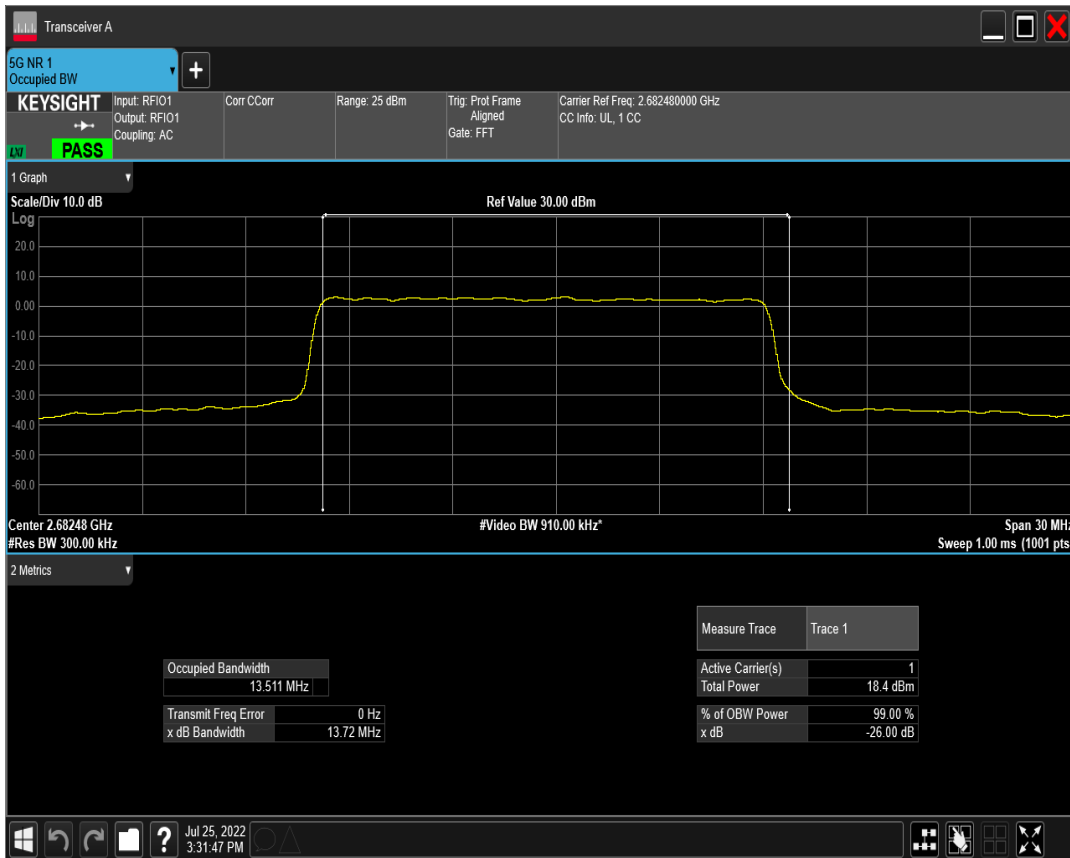 Transceiver A
5G NR 1
Occupied BW
KEYSIGHT
LXI
PASS
Input: RFIO1
Output: RFIO1
Coupling: AC
Corr CCorr
Range: 25 dBm
Trig: Prot Frame
Aligned
Gate: FFT
Carrier Ref Freq: 2.682480000 GHz
CC Info: UL, 1 CC
1 Graph
Scale/Div 10.0 dB
Ref Value 30.00 dBm
Log
20.0
10.0
0.00
-10.0
-20.0
-30.0
-40.0
-50.0
-60.0
Center 2.68248 GHz
#Video BW 910.00 kHz*
Span 30 MHz
#Res BW 300.00 kHz
Sweep 1.00 ms (1001 pts
2 Metrics
Measure Trace Trace 1
Occupied Bandwidth
13.511 MHz
Active Carrier(s) 1
Total Power 18.4 dBm
Transmit Freq Error 0 Hz
x dB Bandwidth 13.72 MHz
% of OBW Power 99.00 %
x dB -26.00 dB
?
Jul 25, 2022
3:31:47 PM